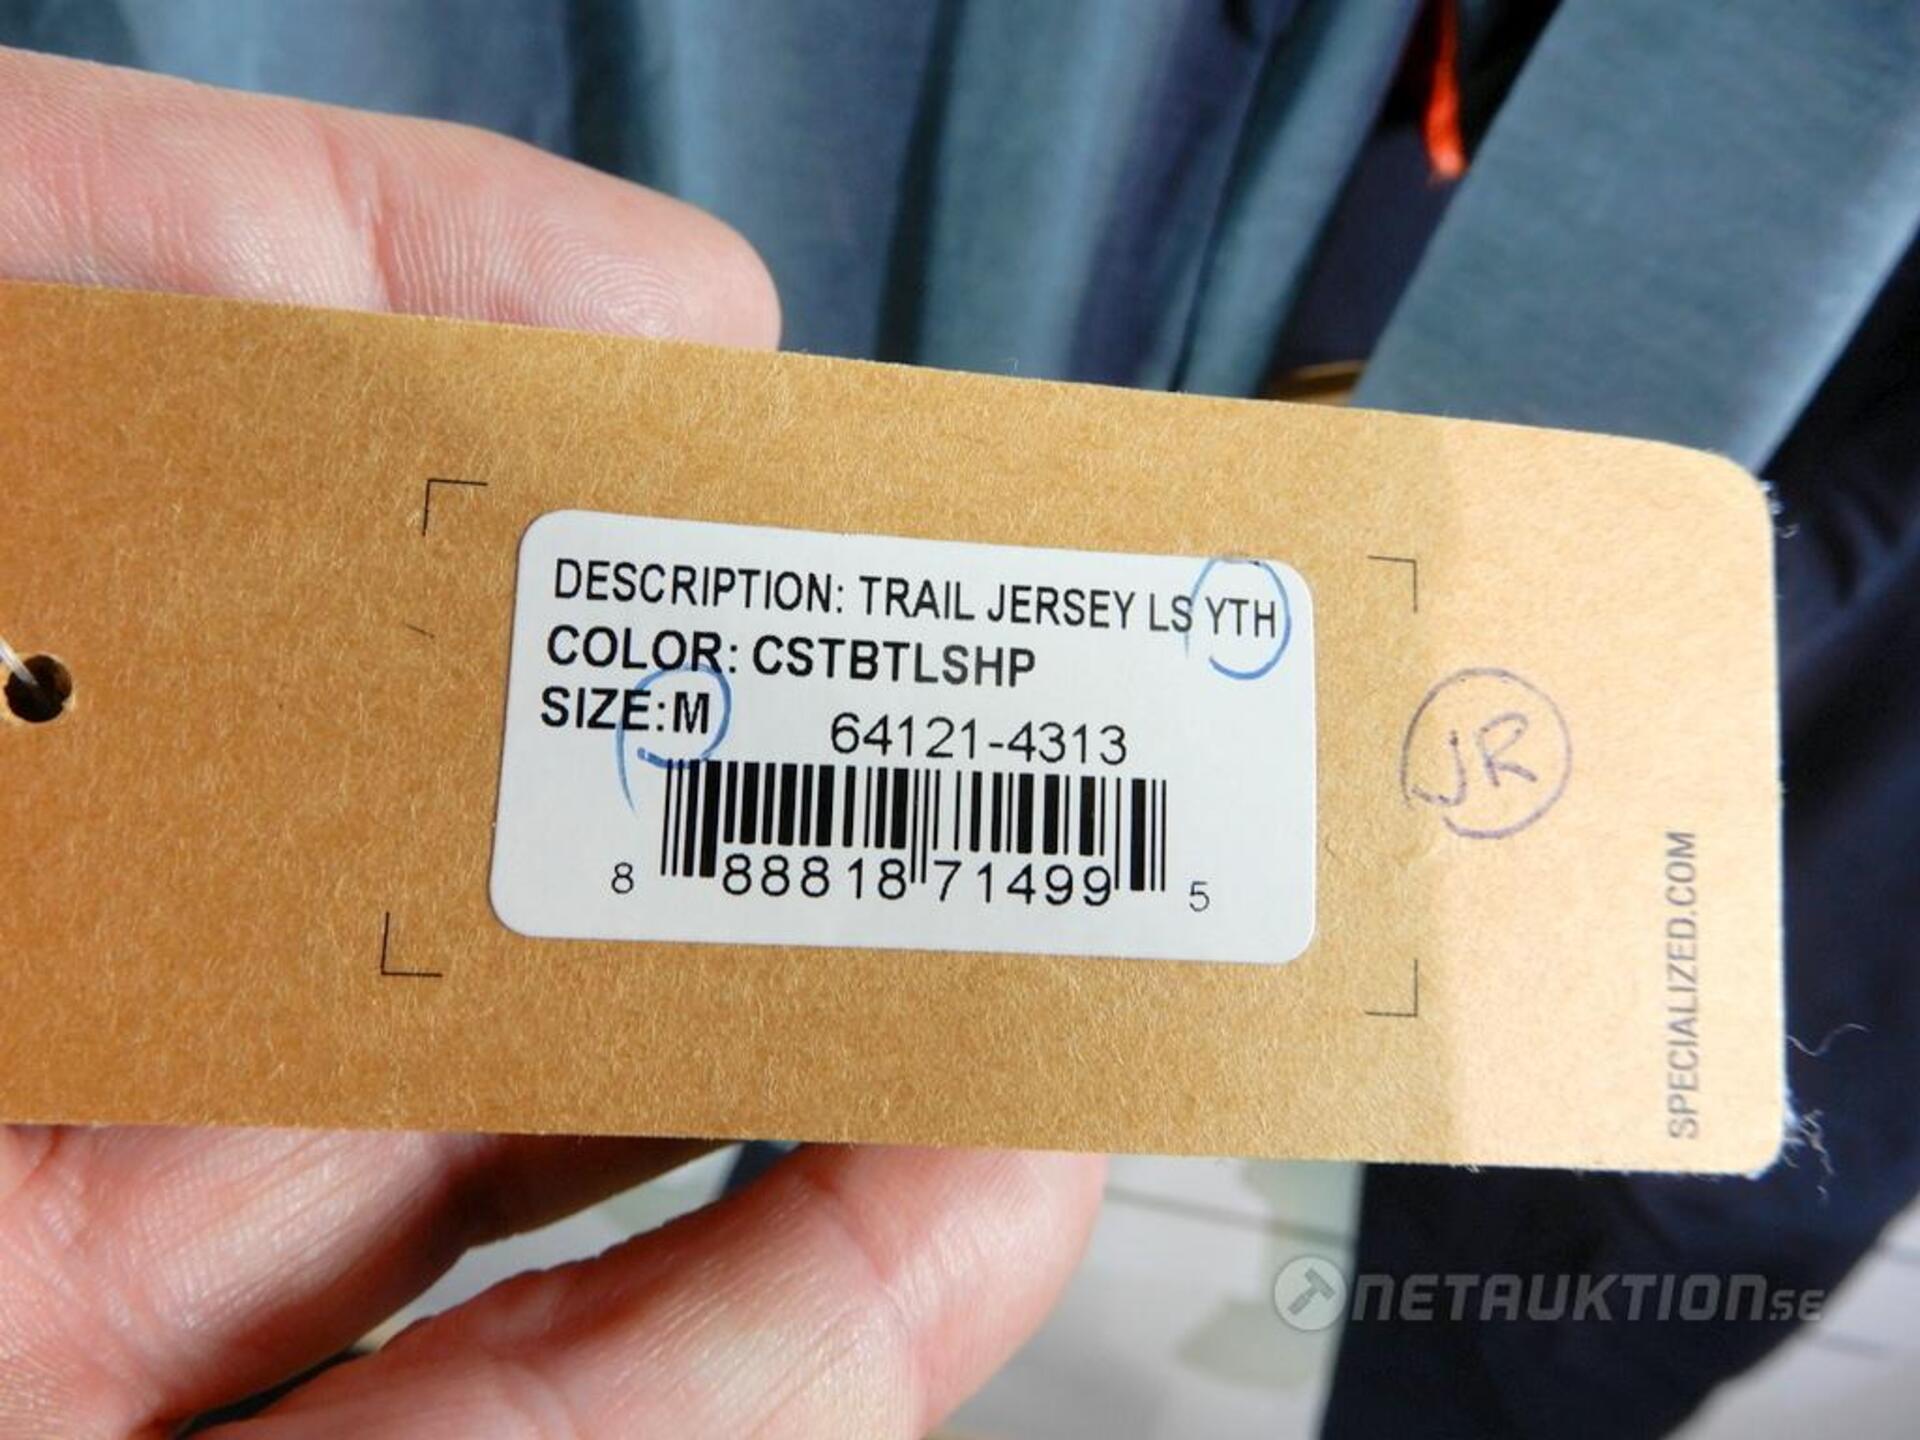 DESCRIPTION: TRAIL JERSEY LS YTH
COLOR: CSTBTLSHP
SIZE:M
64121-4313
8 88818 71499 5
JR
SPECIALIZED.COM
NETAUKTION.SE